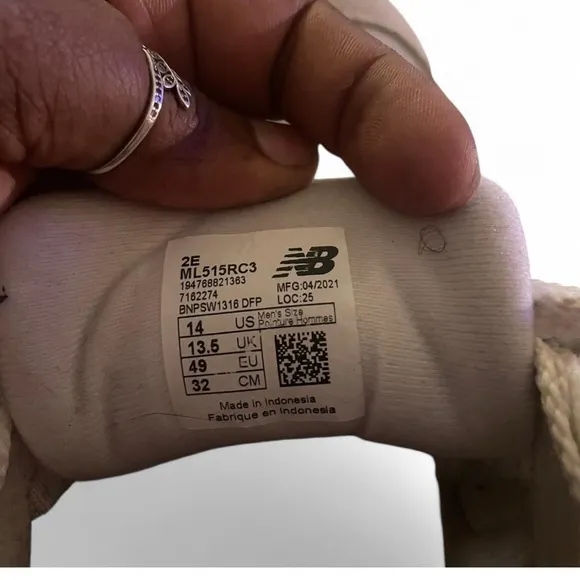 2E
ML515RC3
194768821363
7162274
BNPSW1316 DFP
NB
MFG:04/2021
LOC:25
14 US Men's Size
Pointure Hommes
13.5 UK
49 EU
32 CM
Made in Indonesia
Fabrique en Indonesia